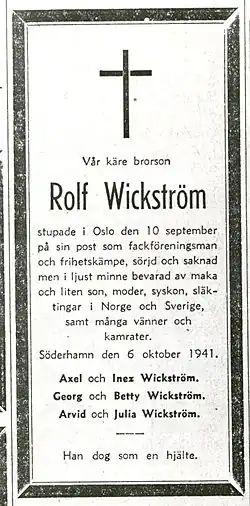 Vår käre brorson
Rolf Wickström
stupade i Oslo den 10 september
på sin post som fackföreningsman
och frihetskämpe, sörjd och saknad
men i ljust minne bevarad av maka
och liten son, moder, syskon, släk-
tingar i Norge och Sverige,
samt många vänner och
kamrater.
Söderhamn den 6 oktober 1941.
Axel och Inez Wickström.
Georg och Betty Wickström.
Arvid och Julia Wickström.
Han dog som en hjälte.